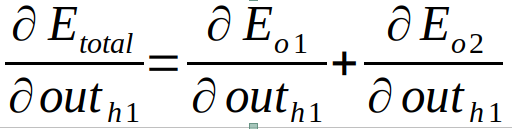 ∂E_total/∂out_h1 = ∂E_o1/∂out_h1 + ∂E_o2/∂out_h1